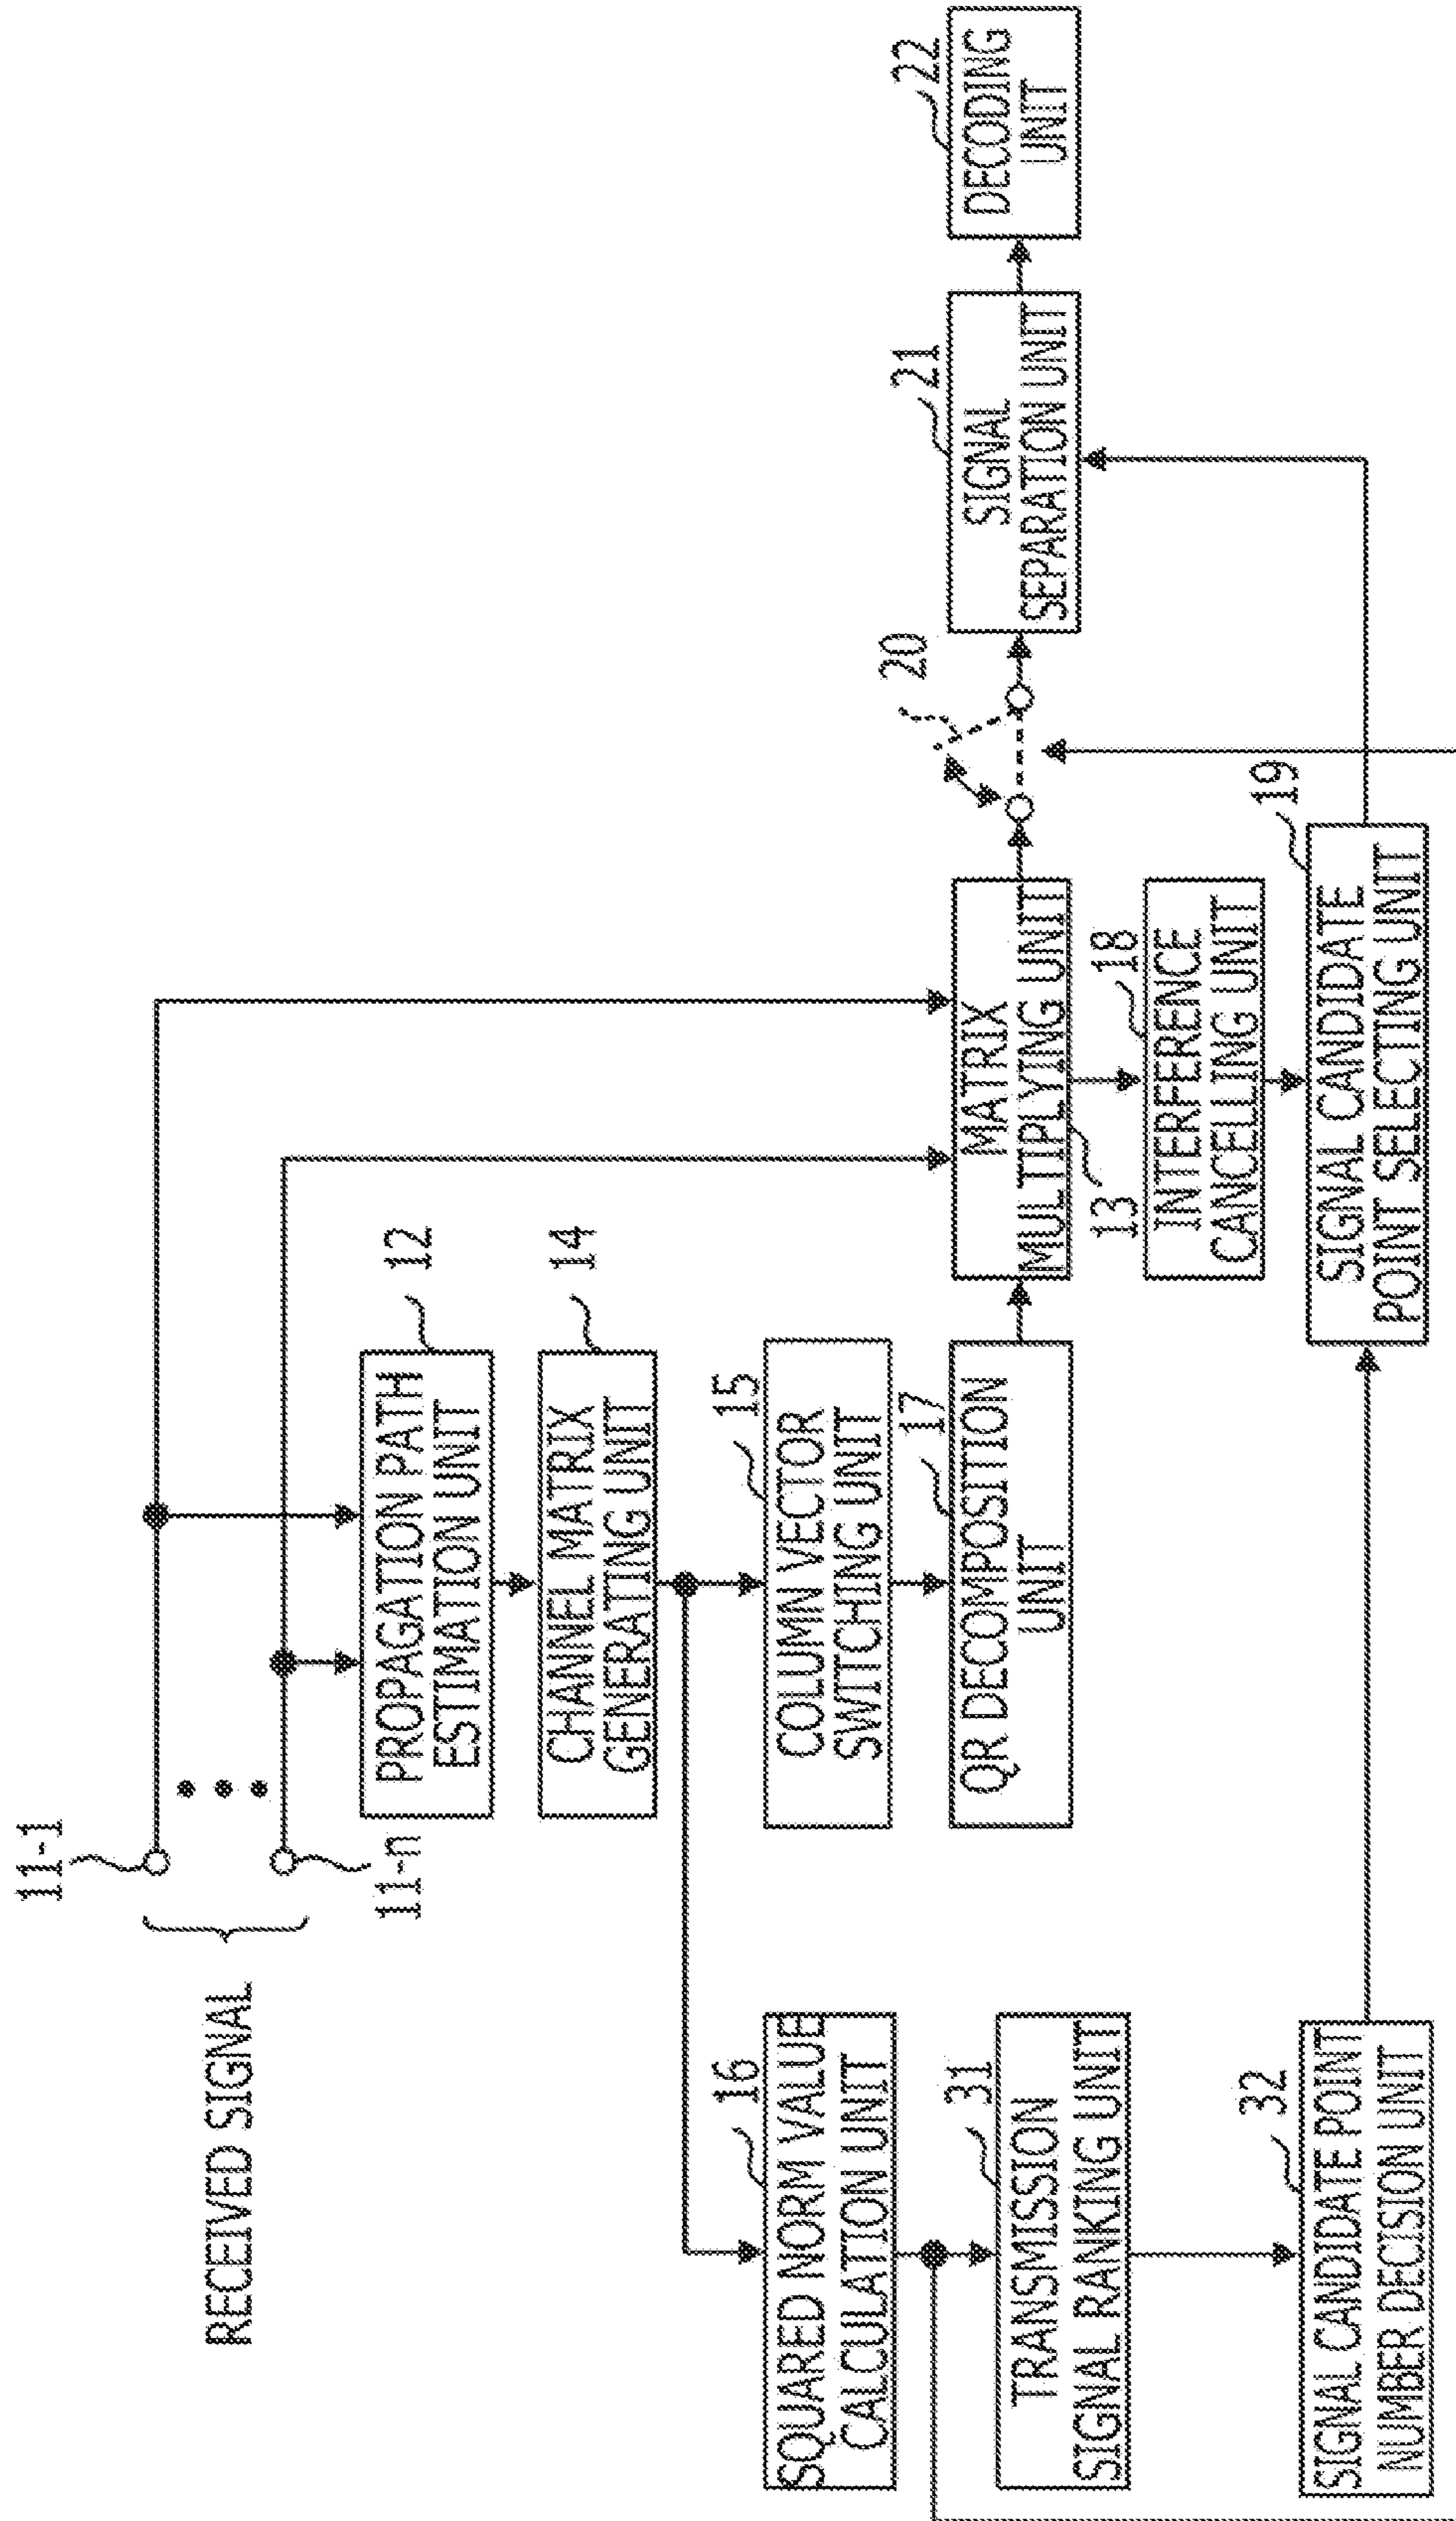 RECEIVED SIGNAL
11-1
11-n
12
PROPAGATION PATH
ESTIMATION UNIT
14
CHANNEL MATRIX
GENERATING UNIT
16
SQUARED NORM VALUE
CALCULATION UNIT
15
COLUMN VECTOR
SWITCHING UNIT
31
TRANSMISSION
SIGNAL RANKING UNIT
17
QR DECOMPOSITION
UNIT
MATRIX
MULTIPLYING UNIT
13
20
21
SIGNAL
SEPARATION UNIT
22
DECODING
UNIT
18
INTERFERENCE
CANCELLING UNIT
32
SIGNAL CANDIDATE POINT
NUMBER DECISION UNIT
19
SIGNAL CANDIDATE
POINT SELECTING UNIT